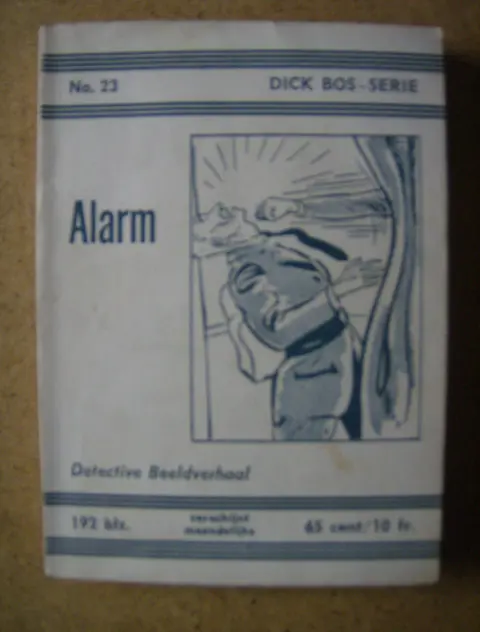 No. 23
DICK BOS-SERIE
Alarm
Detective Beeldverhaal
192 blz.
verschijnt
maandelijks
65 cent/10 fr.